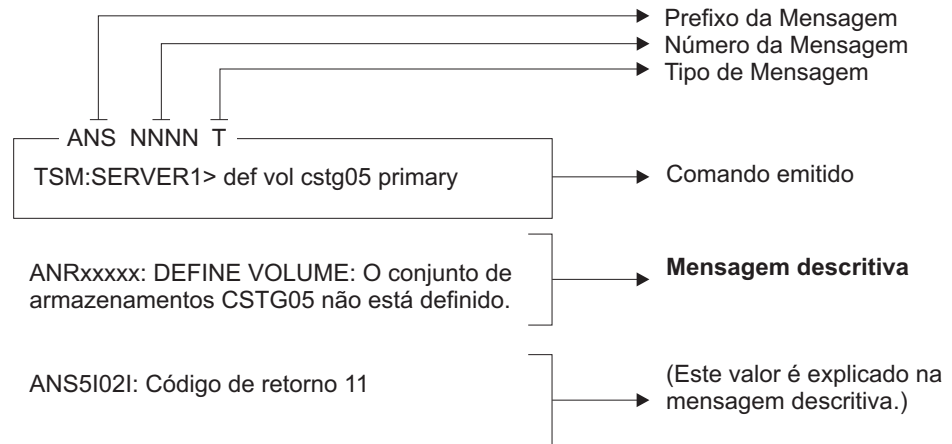 Prefixo da Mensagem
Número da Mensagem
Tipo de Mensagem
ANS NNNN T
TSM:SERVER1> def vol cstg05 primary
Comando emitido
ANRxxxxx: DEFINE VOLUME: O conjunto de
armazenamentos CSTG05 não está definido.
Mensagem descritiva
ANS5I02I: Código de retorno 11
(Este valor é explicado na
mensagem descritiva.)